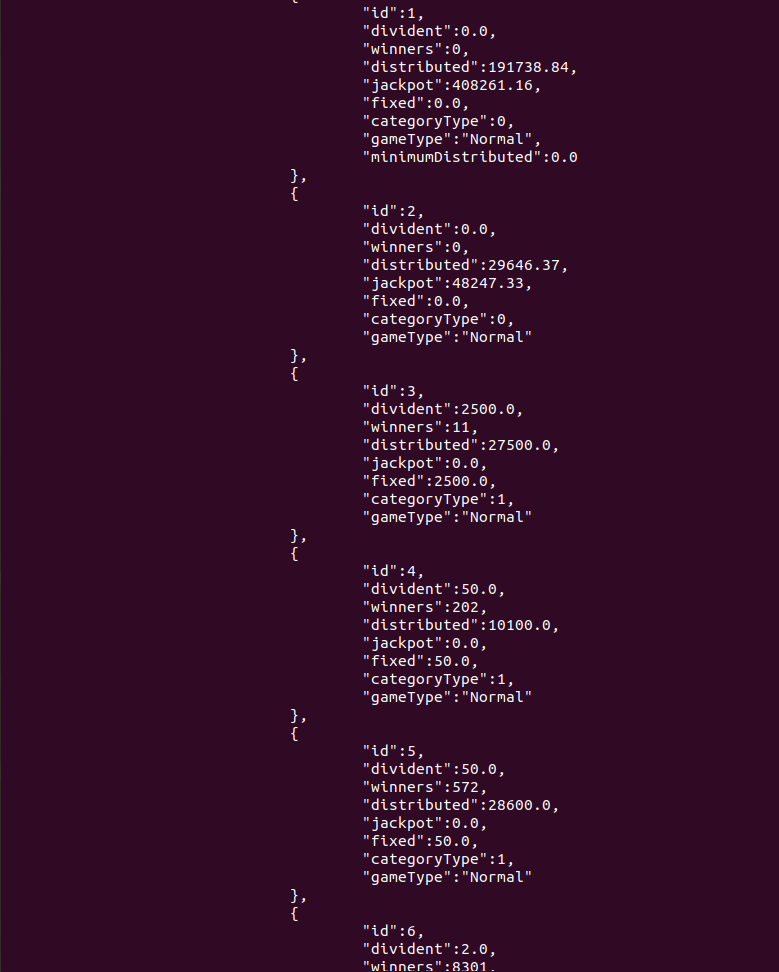 {
"id":1,
"divident":0.0,
"winners":0,
"distributed":191738.84,
"jackpot":408261.16,
"fixed":0.0,
"categoryType":0,
"gameType":"Normal",
"minimumDistributed":0.0
},
{
"id":2,
"divident":0.0,
"winners":0,
"distributed":29646.37,
"jackpot":48247.33,
"fixed":0.0,
"categoryType":0,
"gameType":"Normal"
},
{
"id":3,
"divident":2500.0,
"winners":11,
"distributed":27500.0,
"jackpot":0.0,
"fixed":2500.0,
"categoryType":1,
"gameType":"Normal"
},
{
"id":4,
"divident":50.0,
"winners":202,
"distributed":10100.0,
"jackpot":0.0,
"fixed":50.0,
"categoryType":1,
"gameType":"Normal"
},
{
"id":5,
"divident":50.0,
"winners":572,
"distributed":28600.0,
"jackpot":0.0,
"fixed":50.0,
"categoryType":1,
"gameType":"Normal"
},
{
"id":6,
"divident":2.0,
"winners":8301,